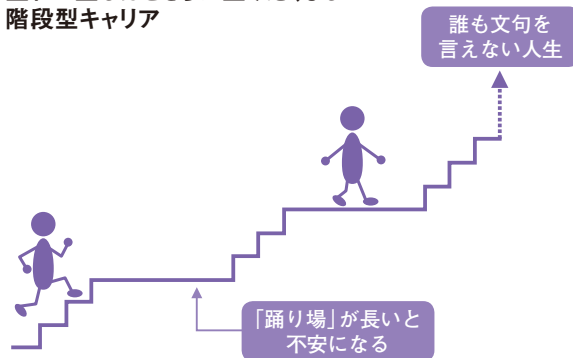 階段型キャリア
誰も文句を
言えない人生
「踊り場」が長いと
不安になる